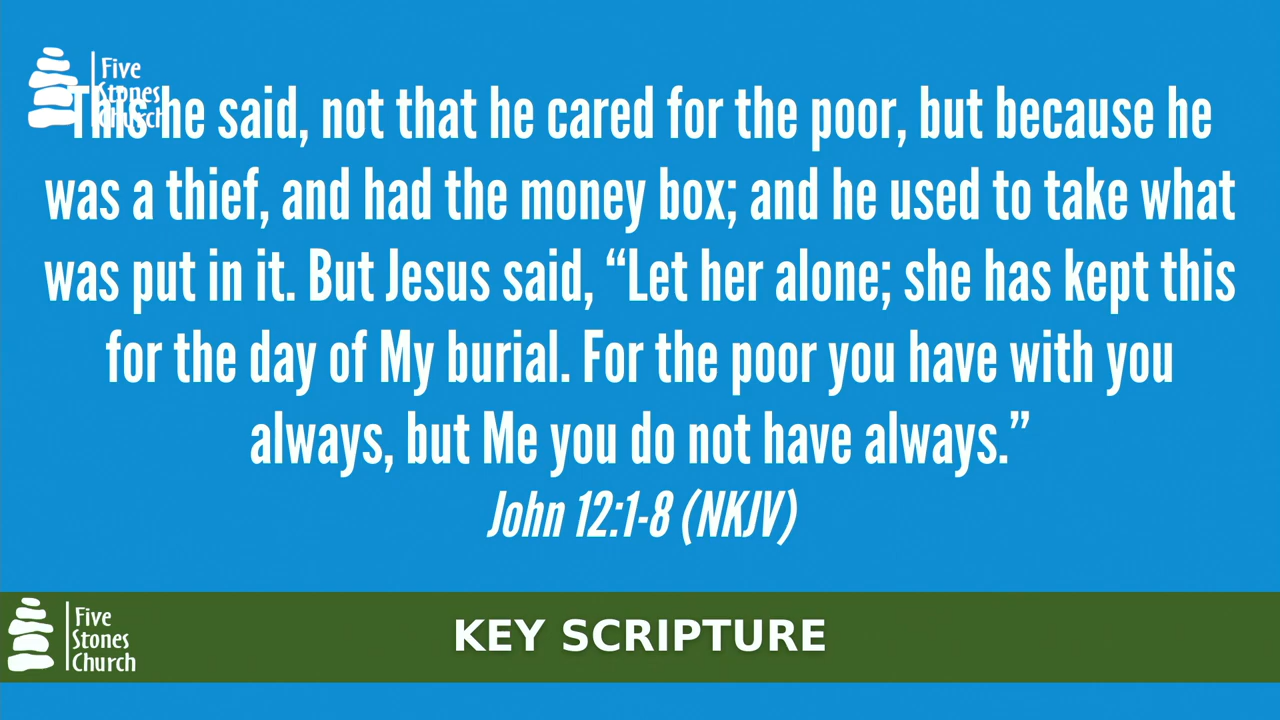 Five
Stones
Church
This he said, not that he cared for the poor, but because he
was a thief, and had the money box; and he used to take what
was put in it. But Jesus said, “Let her alone; she has kept this
for the day of My burial. For the poor you have with you
always, but Me you do not have always.”
John 12:1-8 (NKJV)
Five
Stones
Church
KEY SCRIPTURE